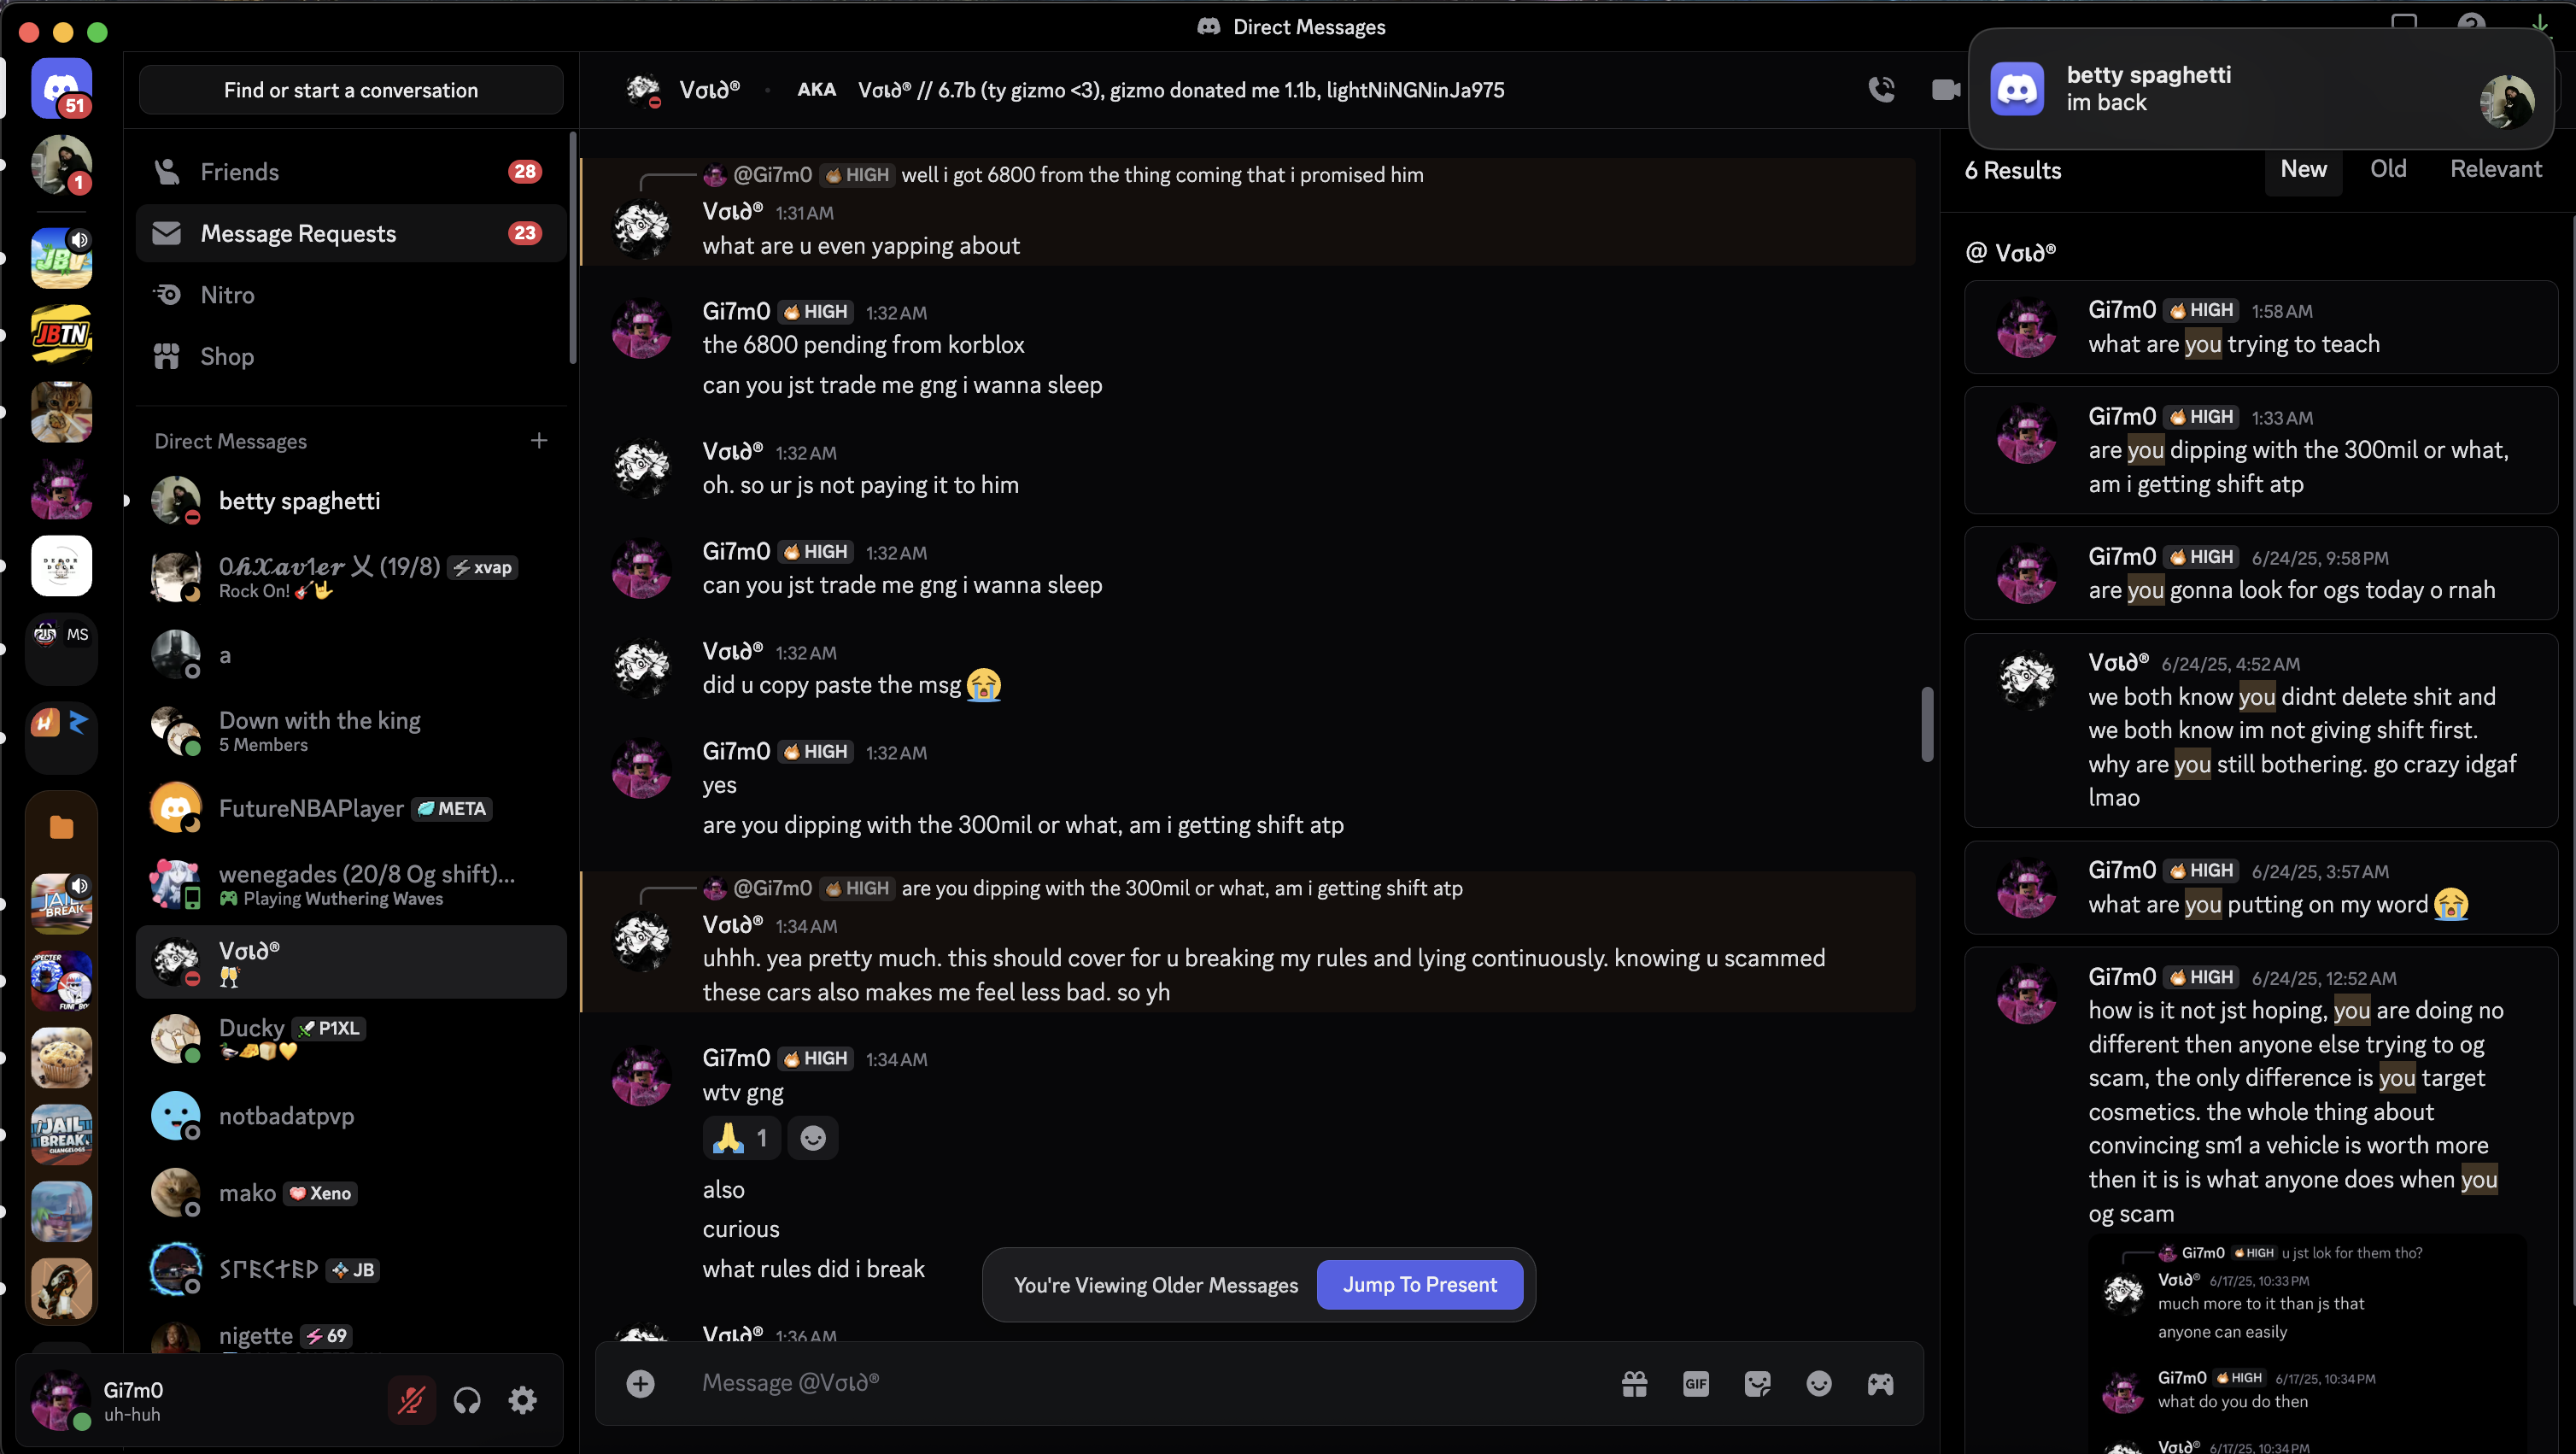 Direct Messages
51
1
JBV
JBTN
MS
JAIL
BREAK
JAIL
BREAK
CHANGELOGS
Find or start a conversation
Friends
28
Message Requests
23
Nitro
Shop
Direct Messages
betty spaghetti
0𝓱𝓧𝓪𝓿1𝓮𝓻 乂 (19/8) xvap
Rock On! 🎸🤘
a
Down with the king
5 Members
FutureNBAPlayer META
wenegades (20/8 Og shift)...
🎮 Playing Wuthering Waves
Vσι∂®
🥂
Ducky P1XL
🦆🧀🍞💛
notbadatpvp
mako Xeno
JB
nigette 69
Gi7m0
uh-huh
Vσι∂® AKA Vσι∂® // 6.7b (ty gizmo <3), gizmo donated me 1.1b, lightNiNGNinJa975
@Gi7m0 HIGH well i got 6800 from the thing coming that i promised him
Vσι∂® 1:31 AM
what are u even yapping about
Gi7m0 HIGH 1:32 AM
the 6800 pending from korblox
can you jst trade me gng i wanna sleep
Vσι∂® 1:32 AM
oh. so ur js not paying it to him
Gi7m0 HIGH 1:32 AM
can you jst trade me gng i wanna sleep
Vσι∂® 1:32 AM
did u copy paste the msg 😭
Gi7m0 HIGH 1:32 AM
yes
are you dipping with the 300mil or what, am i getting shift atp
@Gi7m0 HIGH are you dipping with the 300mil or what, am i getting shift atp
Vσι∂® 1:34 AM
uhhh. yea pretty much. this should cover for u breaking my rules and lying continuously. knowing u scammed
these cars also makes me feel less bad. so yh
Gi7m0 HIGH 1:34 AM
wtv gng
🙏 1
also
curious
what rules did i break
You're Viewing Older Messages
Jump To Present
Vσι∂® 1:36 AM
Message @Vσι∂®
GIF
betty spaghetti
im back
6 Results
New
Old
Relevant
@ Vσι∂®
Gi7m0 HIGH 1:58 AM
what are you trying to teach
Gi7m0 HIGH 1:33 AM
are you dipping with the 300mil or what,
am i getting shift atp
Gi7m0 HIGH 6/24/25, 9:58 PM
are you gonna look for ogs today o rnah
Vσι∂® 6/24/25, 4:52 AM
we both know you didnt delete shit and
we both know im not giving shift first.
why are you still bothering. go crazy idgaf
lmao
Gi7m0 HIGH 6/24/25, 3:57 AM
what are you putting on my word 😭
Gi7m0 HIGH 6/24/25, 12:52 AM
how is it not jst hoping, you are doing no
different then anyone else trying to og
scam, the only difference is you target
cosmetics. the whole thing about
convincing sm1 a vehicle is worth more
then it is is what anyone does when you
og scam
Gi7m0 HIGH u jst lok for them tho?
Vσι∂® 6/17/25, 10:33 PM
much more to it than js that
anyone can easily
Gi7m0 HIGH 6/17/25, 10:34 PM
what do you do then
Vσι∂® 6/17/25, 10:34 PM